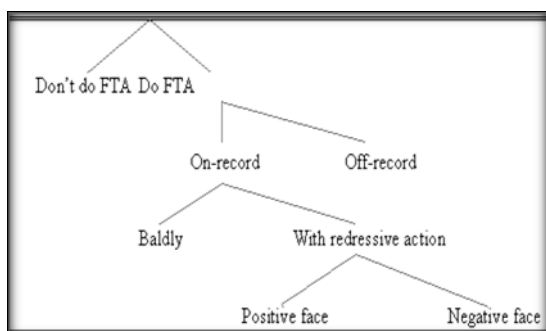 Don't do FTA Do FTA
On-record Off-record
Baldly With redressive action
Positive face Negative face